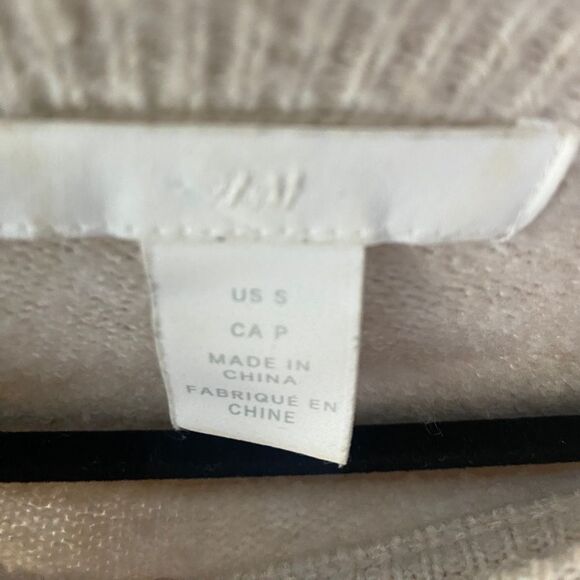 H&M
US S
CA P
MADE IN
CHINA
FABRIQUÉ EN
CHINE